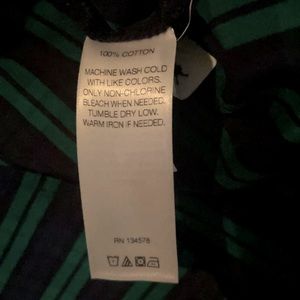 100% COTTON
MACHINE WASH COLD
WITH LIKE COLORS.
ONLY NON-CHLORINE
BLEACH WHEN NEEDED.
TUMBLE DRY LOW.
WARM IRON IF NEEDED.
RN 134578